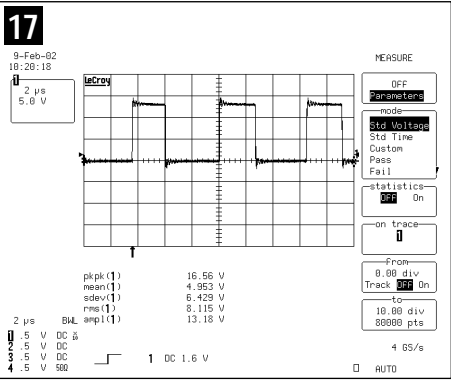 17
9-Feb-02
10:20:18
1
2 µs
5.0 V
LeCroy
MEASURE
OFF
Parameters
mode
Std Voltage
Std Time
Custom
Pass
Fail
statistics
OFF On
on trace
1
From
0.00 div
Track OFF On
to
10.00 div
80000 pts
pkpk(1) 16.56 V
mean(1) 4.953 V
sdev(1) 6.429 V
rms(1) 8.115 V
ampl(1) 13.18 V
2 µs BWL
1 .5 V DC X10
2 .5 V DC
3 .5 V DC
4 .5 V 50Ω
1 DC 1.6 V
4 GS/s
AUTO